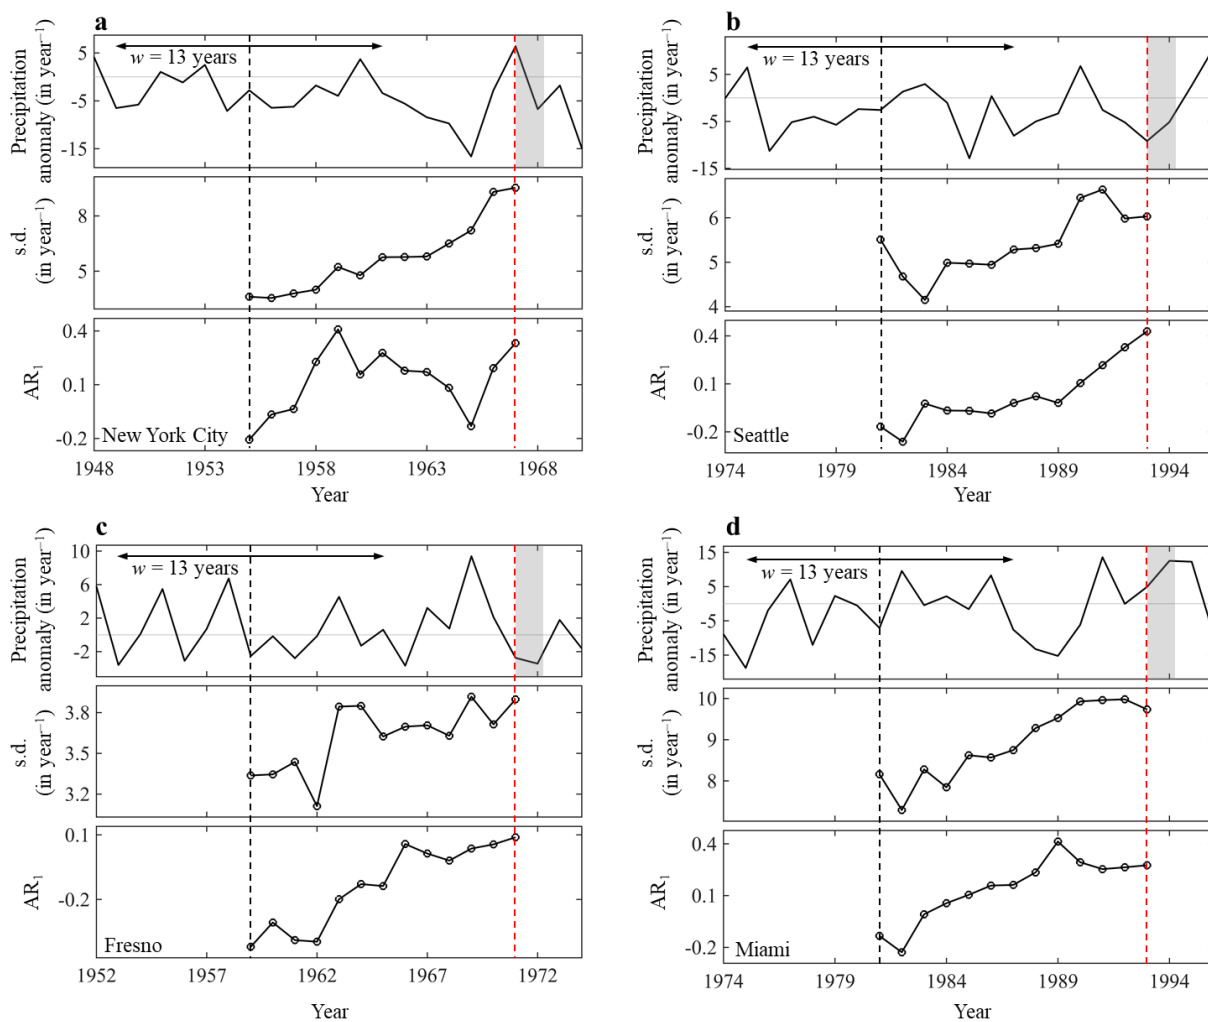 a
Precipitation
anomaly (in year⁻¹)
5
-5
-15
w = 13 years
s.d.
(in year⁻¹)
8
5
AR₁
0.4
0.1
-0.2
New York City
1948 1953 1958 1963 1968
Year
b
Precipitation
anomaly (in year⁻¹)
5
-5
-15
w = 13 years
s.d.
(in year⁻¹)
6
5
4
AR₁
0.4
0.1
-0.2
Seattle
1974 1979 1984 1989 1994
Year
c
Precipitation
anomaly (in year⁻¹)
10
6
2
-2
w = 13 years
s.d.
(in year⁻¹)
3.8
3.5
3.2
AR₁
0.1
-0.2
Fresno
1952 1957 1962 1967 1972
Year
d
Precipitation
anomaly (in year⁻¹)
15
5
-5
-15
w = 13 years
s.d.
(in year⁻¹)
10
9
8
AR₁
0.4
0.1
-0.2
Miami
1974 1979 1984 1989 1994
Year